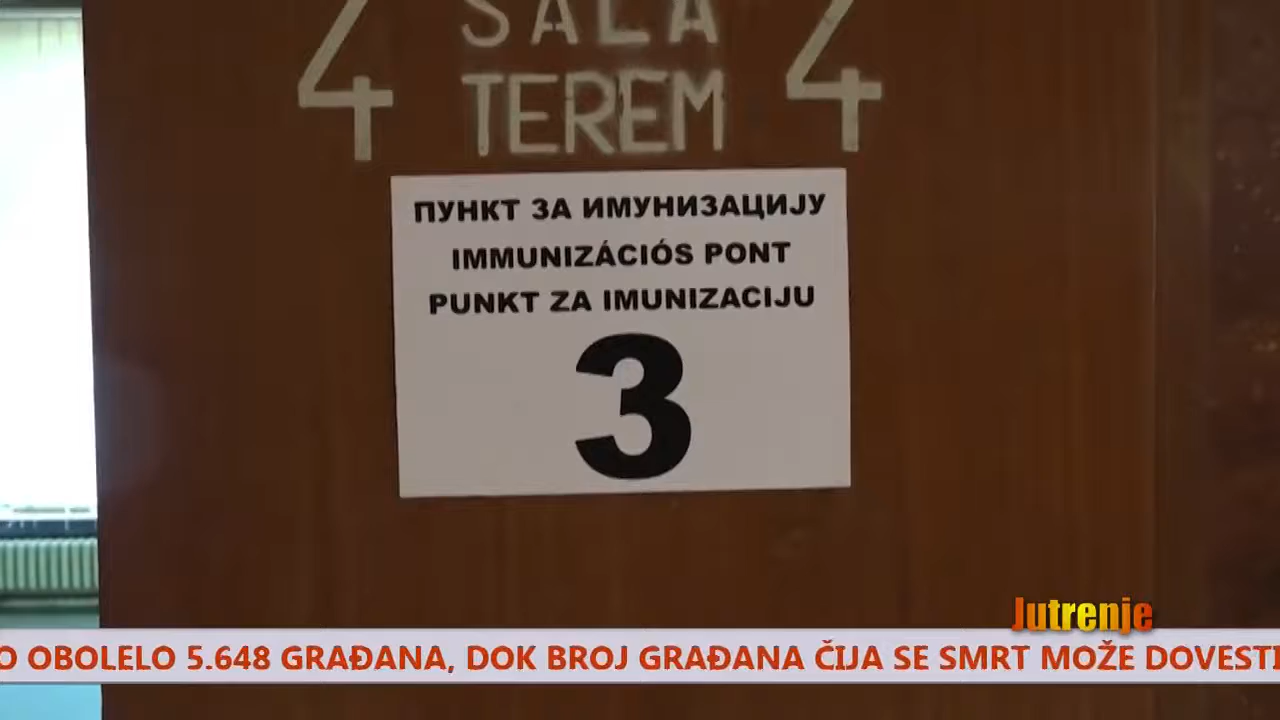 4 SALA 4
TEREM
ПУНКТ ЗА ИМУНИЗАЦИЈУ
IMMUNIZÁCIÓS PONT
PUNKT ZA IMUNIZACIJU
3
Jutrenje
O OBOLELO 5.648 GRAĐANA, DOK BROJ GRAĐANA ČIJA SE SMRT MOŽE DOVESTI